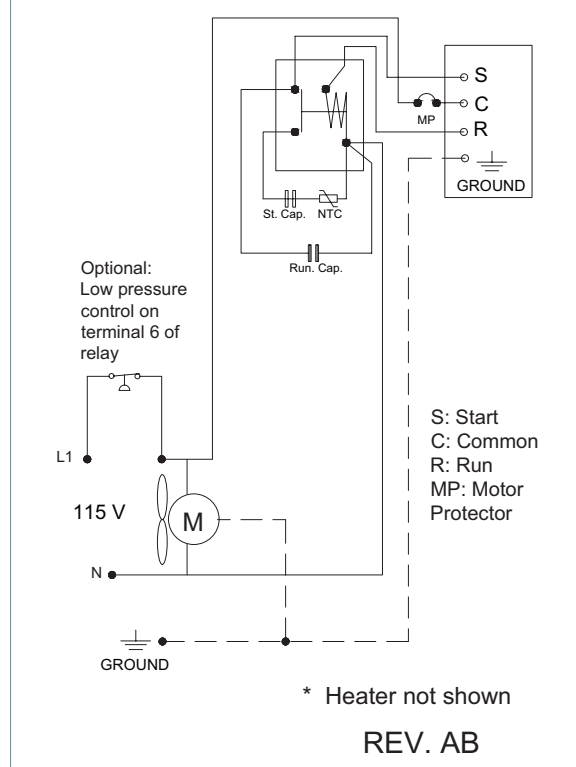 S
C
MP
R
GROUND
St. Cap. NTC
Run. Cap.
Optional:
Low pressure
control on
terminal 6 of
relay
S: Start
C: Common
R: Run
MP: Motor
Protector
L1
115 V
M
N
GROUND
* Heater not shown
REV. AB